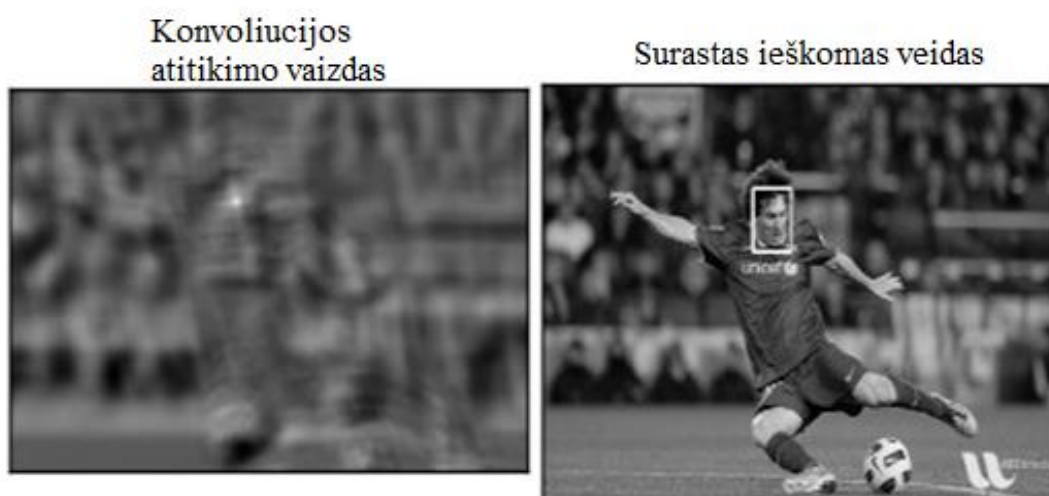 Konvoliucijos
atitikimo vaizdas
Surastas ieškomas veidas
unicef